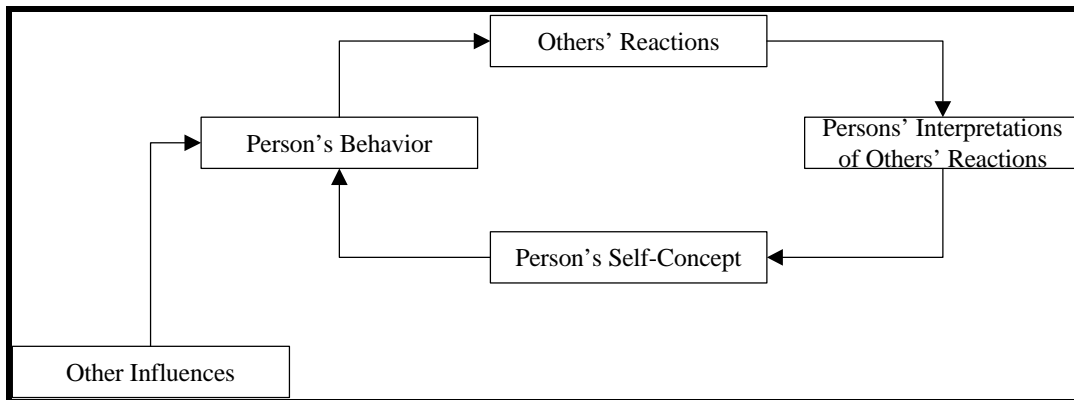 Others’ Reactions
Person’s Behavior
Persons’ Interpretations
of Others’ Reactions
Person’s Self-Concept
Other Influences